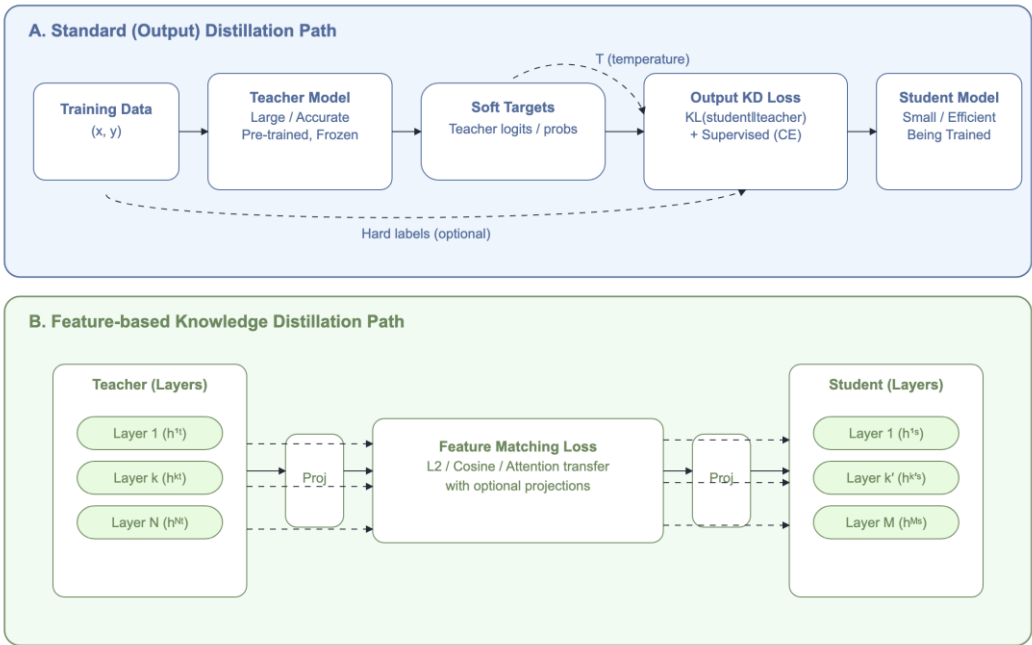 A. Standard (Output) Distillation Path
T (temperature)
Training Data
(x, y)
Teacher Model
Large / Accurate
Pre-trained, Frozen
Soft Targets
Teacher logits / probs
Output KD Loss
KL(student||teacher)
+ Supervised (CE)
Student Model
Small / Efficient
Being Trained
Hard labels (optional)
B. Feature-based Knowledge Distillation Path
Teacher (Layers)
Layer 1 (h¹ᵗ)
Layer k (hᵏᵗ)
Layer N (hᴺᵗ)
Proj
Feature Matching Loss
L2 / Cosine / Attention transfer
with optional projections
Proj
Student (Layers)
Layer 1 (h¹ˢ)
Layer k′ (hᵏ′ˢ)
Layer M (hᴹˢ)